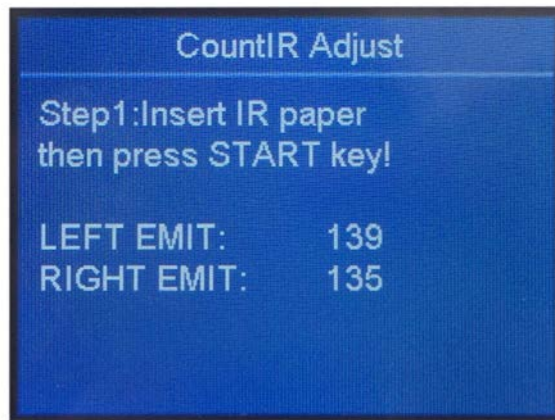 CountIR Adjust
Step1:Insert IR paper
then press START key!
LEFT EMIT: 139
RIGHT EMIT: 135